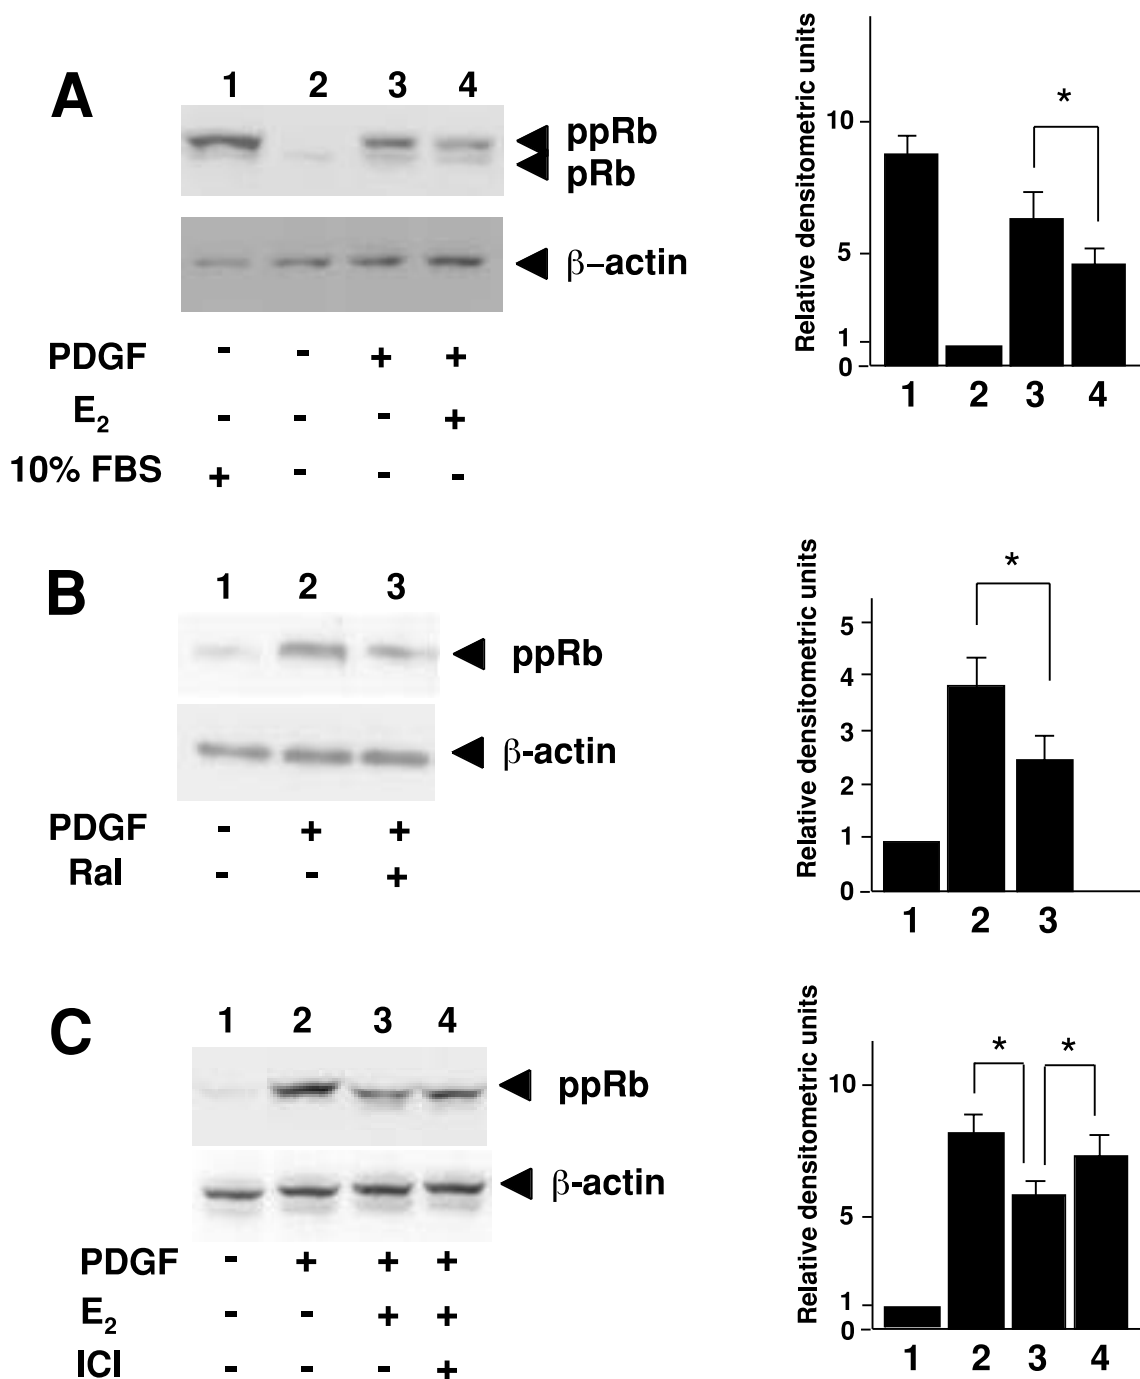 A
1 2 3 4
ppRb
pRb
β–actin
PDGF - - + +
E₂ - - - +
10% FBS + - - -
Relative densitometric units
10
5
1
0
*
1 2 3 4
B
1 2 3
ppRb
β-actin
PDGF - + +
Ral - - +
Relative densitometric units
5
4
3
2
1
0
*
1 2 3
C
1 2 3 4
ppRb
β-actin
PDGF - + + +
E₂ - - + +
ICI - - - +
Relative densitometric units
10
5
1
0
* *
1 2 3 4